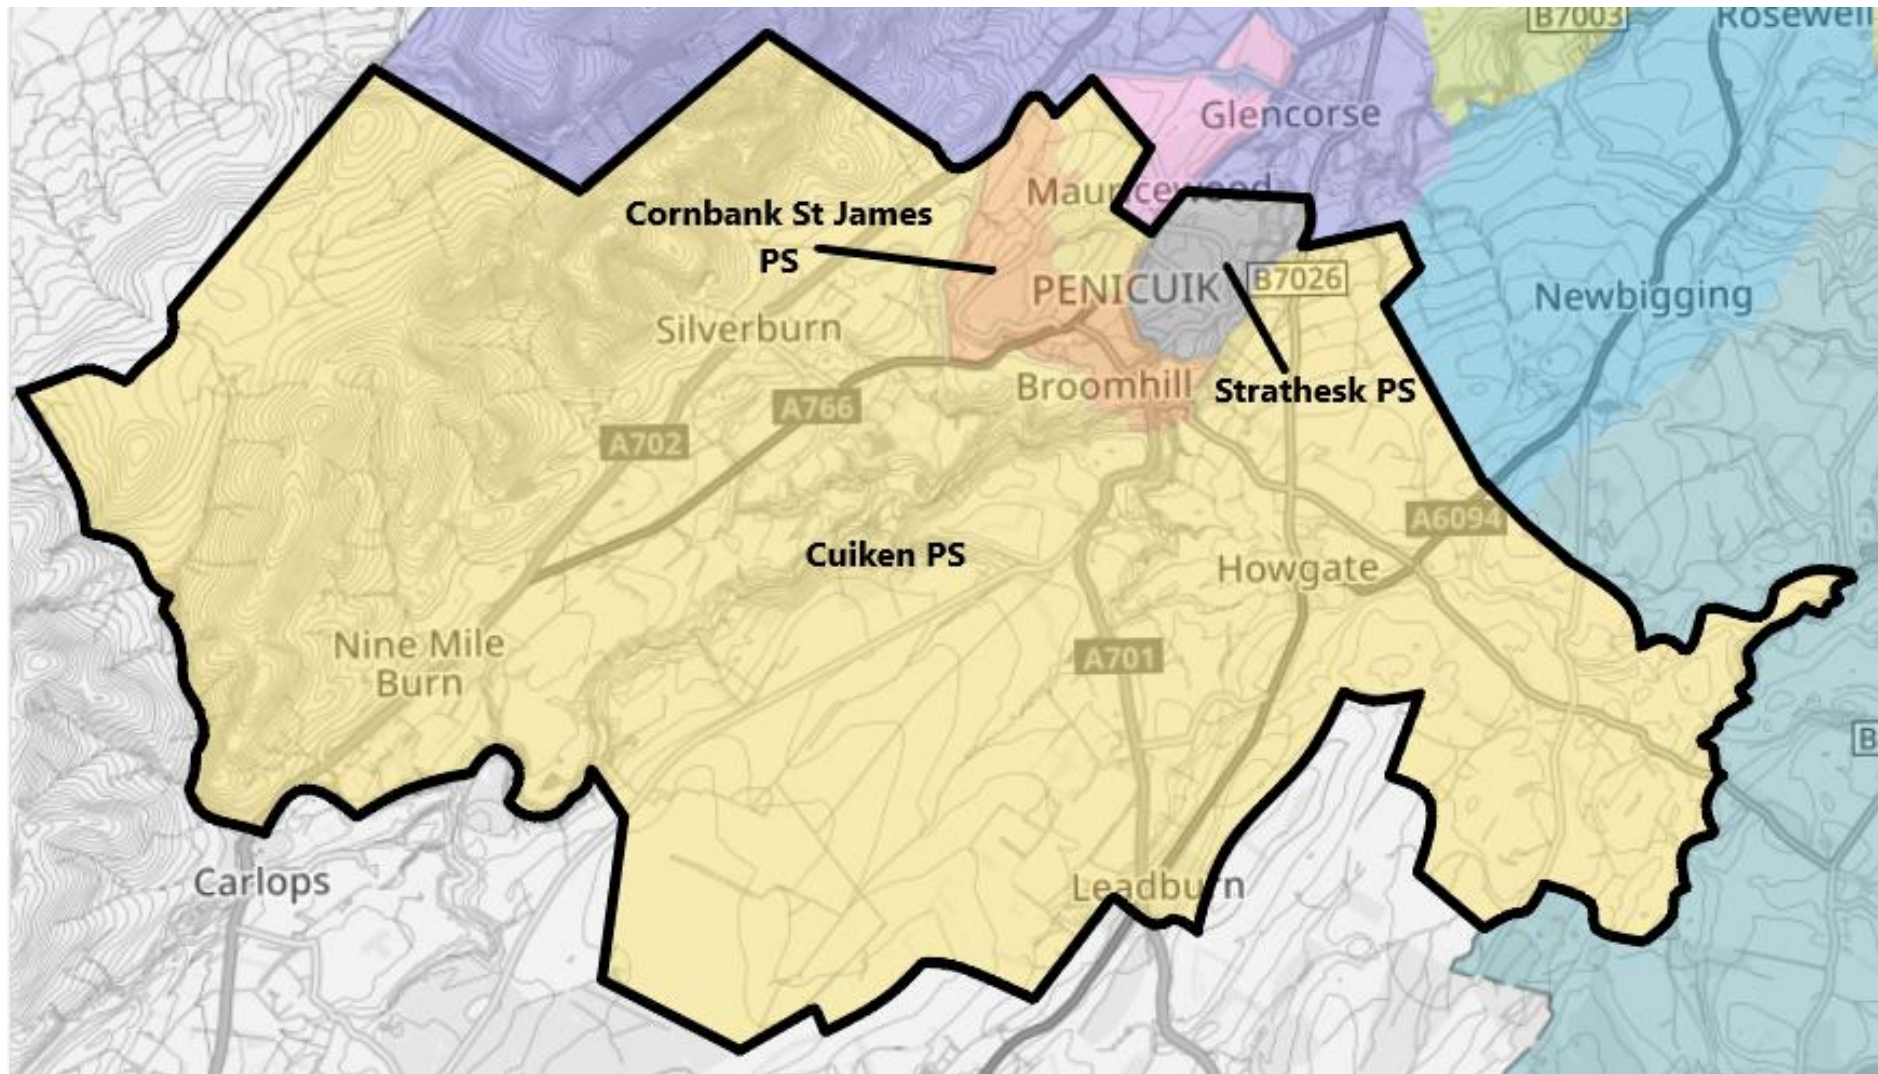 B7003
Rosewell
Glencorse
Mauricewood
Cornbank St James
PS
PENICUIK
B7026
Newbigging
Silverburn
Broomhill
Strathesk PS
A766
A702
A6094
Cuiken PS
Howgate
Nine Mile
Burn
A701
B
Carlops
Leadburn